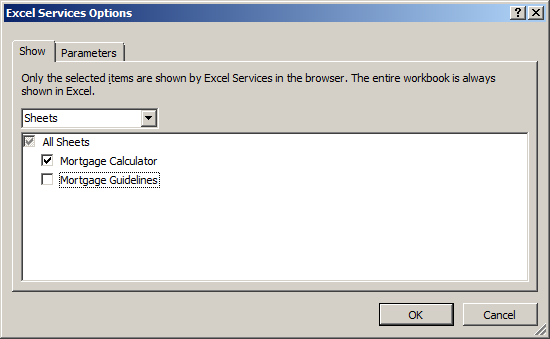 Excel Services Options
Show Parameters
Only the selected items are shown by Excel Services in the browser. The entire workbook is always
shown in Excel.
Sheets
All Sheets
Mortgage Calculator
Mortgage Guidelines
OK Cancel